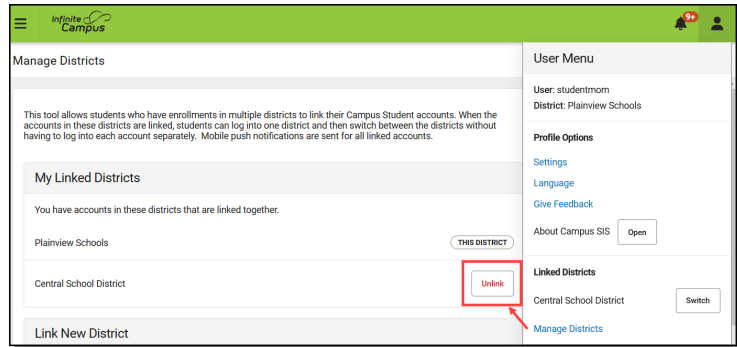 Infinite
Campus
9+
Manage Districts
This tool allows students who have enrollments in multiple districts to link their Campus Student accounts. When the
accounts in these districts are linked, students can log into one district and then switch between the districts without
having to log into each account separately. Mobile push notifications are sent for all linked accounts.
My Linked Districts
You have accounts in these districts that are linked together.
Plainview Schools
THIS DISTRICT
Central School District
Unlink
Link New District
User Menu
User: studentmom
District: Plainview Schools
Profile Options
Settings
Language
Give Feedback
About Campus SIS
Open
Linked Districts
Central School District
Switch
Manage Districts